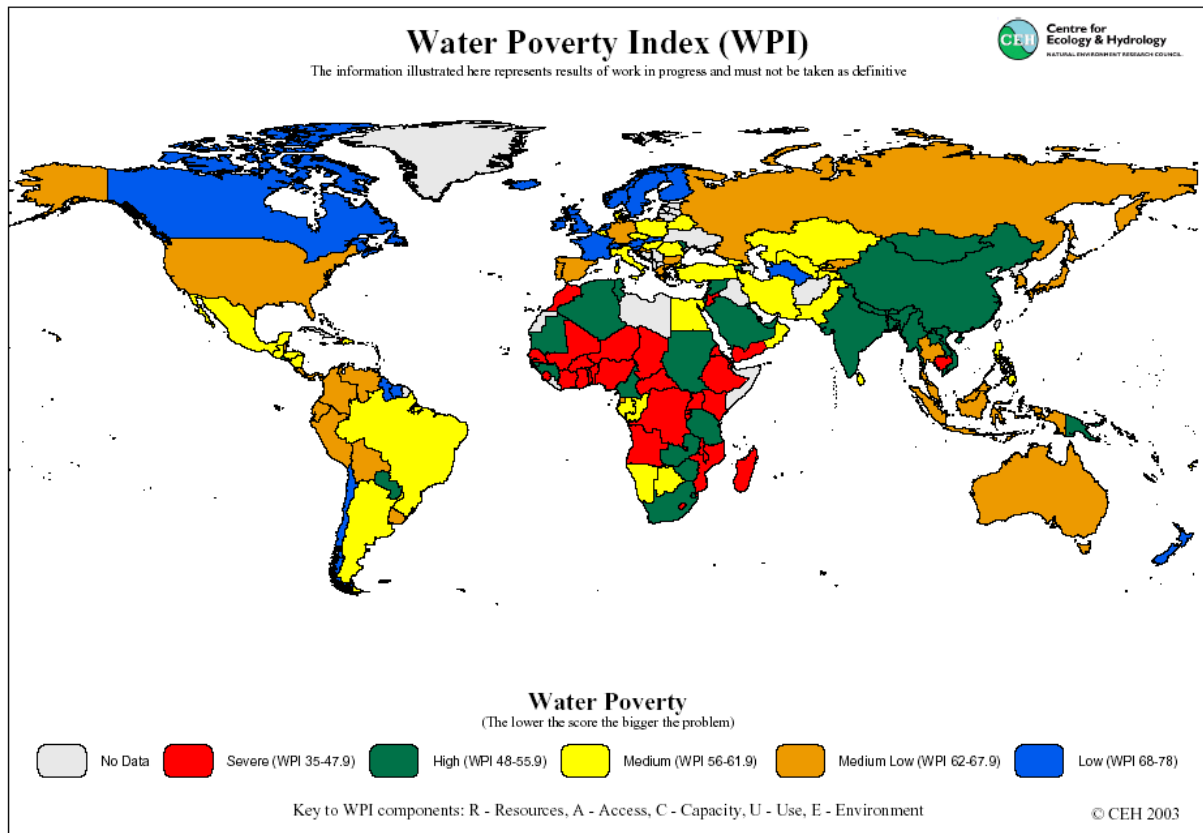 Water Poverty Index (WPI)
The information illustrated here represents results of work in progress and must not be taken as definitive
CEH
Centre for
Ecology & Hydrology
NATURAL ENVIRONMENT RESEARCH COUNCIL
Water Poverty
(The lower the score the bigger the problem)
No Data
Severe (WPI 35-47.9)
High (WPI 48-55.9)
Medium (WPI 56-61.9)
Medium Low (WPI 62-67.9)
Low (WPI 68-78)
Key to WPI components: R - Resources, A - Access, C - Capacity, U - Use, E - Environment
© CEH 2003